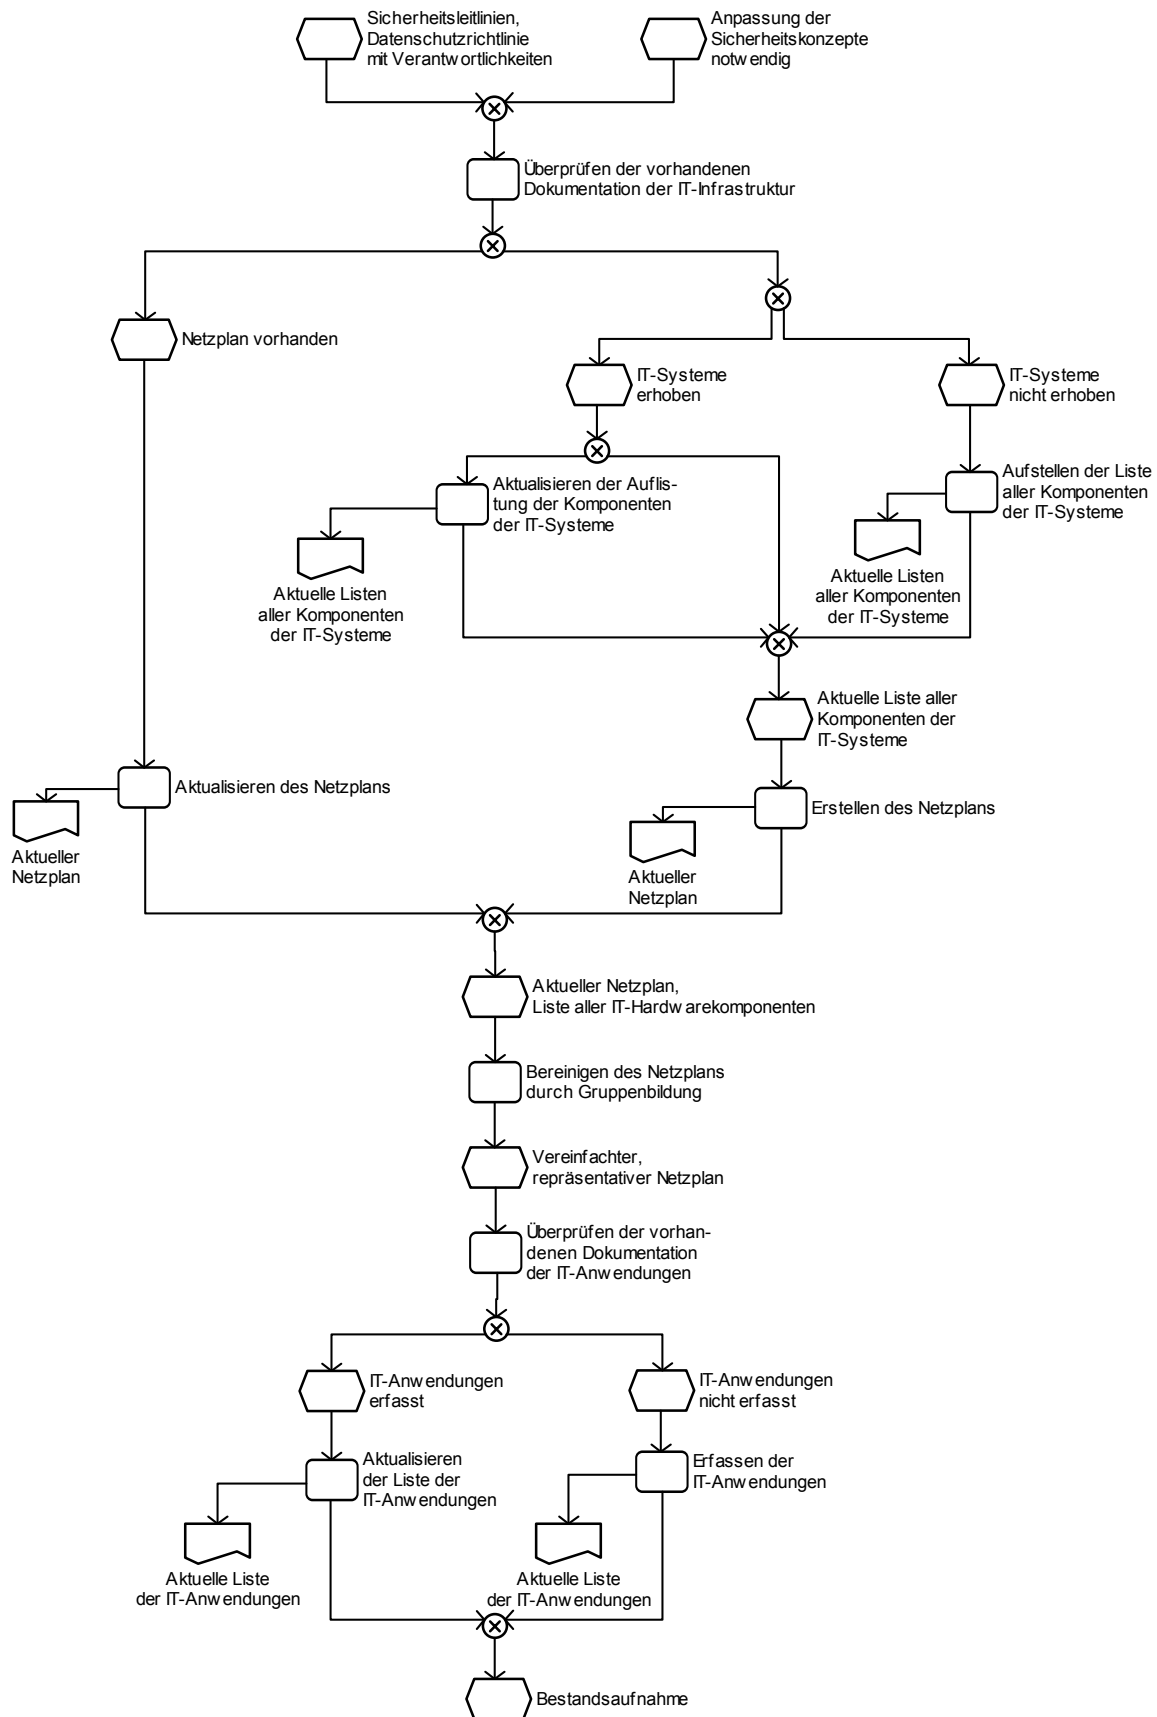 Sicherheitsleitlinien,
Datenschutzrichtlinie
mit Verantwortlichkeiten
Anpassung der
Sicherheitskonzepte
notwendig
Überprüfen der vorhandenen
Dokumentation der IT-Infrastruktur
Netzplan vorhanden
IT-Systeme
erhoben
IT-Systeme
nicht erhoben
Aktualisieren der Auflis-
tung der Komponenten
der IT-Systeme
Aufstellen der Liste
aller Komponenten
der IT-Systeme
Aktuelle Listen
aller Komponenten
der IT-Systeme
Aktuelle Listen
aller Komponenten
der IT-Systeme
Aktuelle Liste aller
Komponenten der
IT-Systeme
Aktualisieren des Netzplans
Erstellen des Netzplans
Aktueller
Netzplan
Aktueller
Netzplan
Aktueller Netzplan,
Liste aller IT-Hardwarekomponenten
Bereinigen des Netzplans
durch Gruppenbildung
Vereinfachter,
repräsentativer Netzplan
Überprüfen der vorhan-
denen Dokumentation
der IT-Anwendungen
IT-Anwendungen
erfasst
IT-Anwendungen
nicht erfasst
Aktualisieren
der Liste der
IT-Anwendungen
Erfassen der
IT-Anwendungen
Aktuelle Liste
der IT-Anwendungen
Aktuelle Liste
der IT-Anwendungen
Bestandsaufnahme